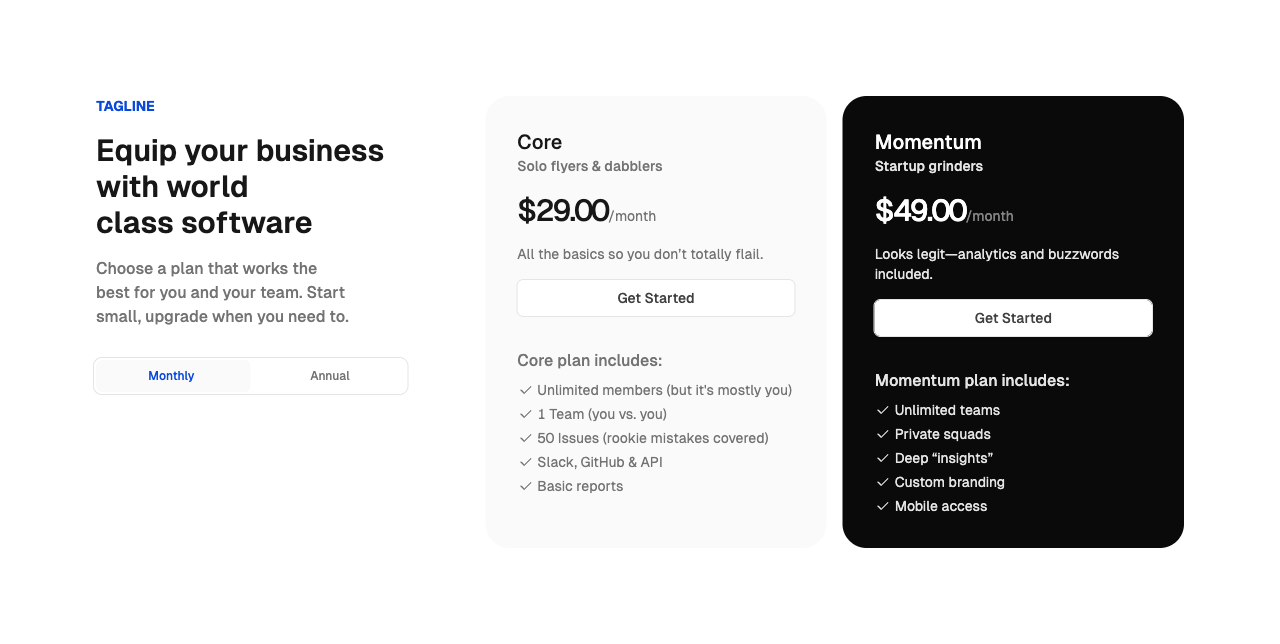 TAGLINE
Equip your business
with world
class software
Choose a plan that works the
best for you and your team. Start
small, upgrade when you need to.
Monthly
Annual
Core
Solo flyers & dabblers
$29.00/month
All the basics so you don’t totally flail.
Get Started
Core plan includes:
Unlimited members (but it's mostly you)
1 Team (you vs. you)
50 Issues (rookie mistakes covered)
Slack, GitHub & API
Basic reports
Momentum
Startup grinders
$49.00/month
Looks legit—analytics and buzzwords
included.
Get Started
Momentum plan includes:
Unlimited teams
Private squads
Deep “insights”
Custom branding
Mobile access